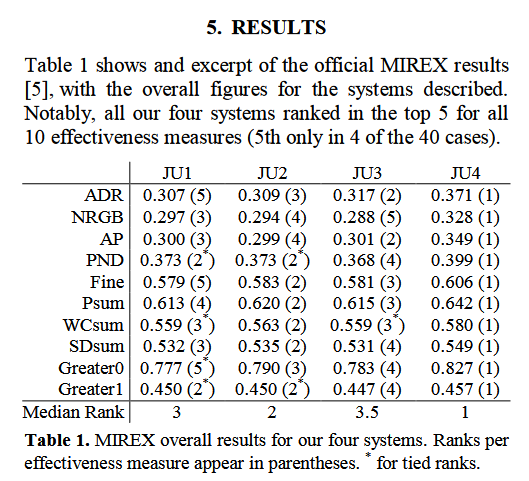 5. RESULTS
Table 1 shows and excerpt of the official MIREX results
[5], with the overall figures for the systems described.
Notably, all our four systems ranked in the top 5 for all
10 effectiveness measures (5th only in 4 of the 40 cases).
JU1 JU2 JU3 JU4
ADR 0.307 (5) 0.309 (3) 0.317 (2) 0.371 (1)
NRGB 0.297 (3) 0.294 (4) 0.288 (5) 0.328 (1)
AP 0.300 (3) 0.299 (4) 0.301 (2) 0.349 (1)
PND 0.373 (2*) 0.373 (2*) 0.368 (4) 0.399 (1)
Fine 0.579 (5) 0.583 (2) 0.581 (3) 0.606 (1)
Psum 0.613 (4) 0.620 (2) 0.615 (3) 0.642 (1)
WCsum 0.559 (3*) 0.563 (2) 0.559 (3*) 0.580 (1)
SDsum 0.532 (3) 0.535 (2) 0.531 (4) 0.549 (1)
Greater0 0.777 (5*) 0.790 (3) 0.783 (4) 0.827 (1)
Greater1 0.450 (2*) 0.450 (2*) 0.447 (4) 0.457 (1)
Median Rank 3 2 3.5 1
Table 1. MIREX overall results for our four systems. Ranks per
effectiveness measure appear in parentheses. * for tied ranks.